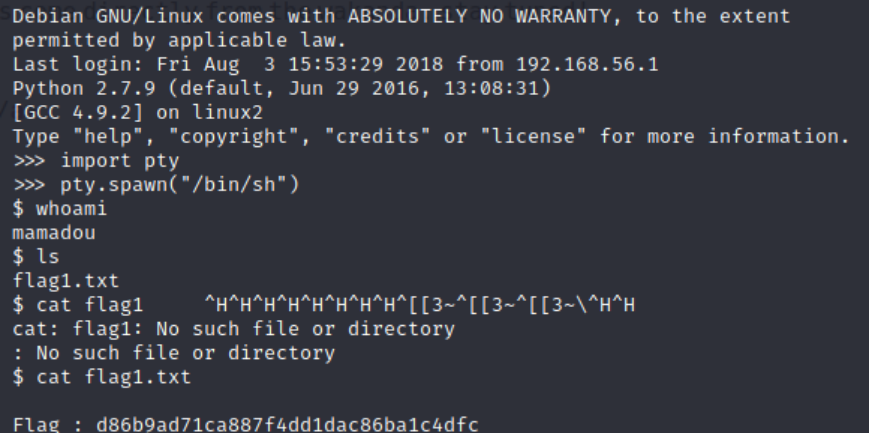 Debian GNU/Linux comes with ABSOLUTELY NO WARRANTY, to the extent
permitted by applicable law.
Last login: Fri Aug  3 15:53:29 2018 from 192.168.56.1
Python 2.7.9 (default, Jun 29 2016, 13:08:31)
[GCC 4.9.2] on linux2
Type "help", "copyright", "credits" or "license" for more information.
>>> import pty
>>> pty.spawn("/bin/sh")
$ whoami
mamadou
$ ls
flag1.txt
$ cat flag1     ^H^H^H^H^H^H^H^H^[[3~^[[3~^[[3~\^H^H
cat: flag1: No such file or directory
: No such file or directory
$ cat flag1.txt
Flag : d86b9ad71ca887f4dd1dac86ba1c4dfc